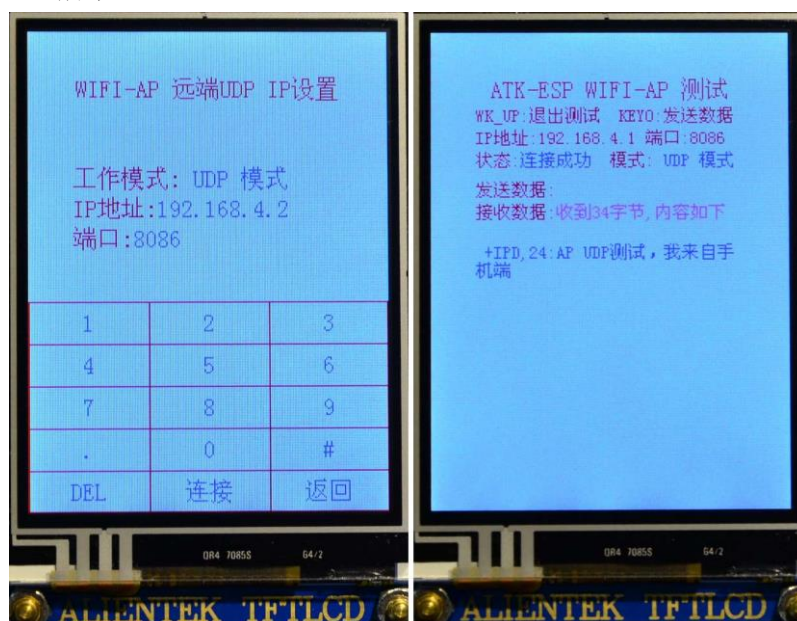 WIFI-AP 远端UDP IP设置
工作模式: UDP 模式
IP地址:192.168.4.2
端口:8086
1 2 3
4 5 6
7 8 9
. 0 #
DEL 连接 返回
QR4 7085S G4/2
ALIENTEK TFTLCD
ATK-ESP WIFI-AP 测试
WK_UP:退出测试 KEY0:发送数据
IP地址:192.168.4.1 端口:8086
状态:连接成功 模式: UDP 模式
发送数据:
接收数据:收到34字节,内容如下
+IPD,24:AP UDP测试，我来自手
机端
QR4 7085S G4/2
ALIENTEK TFTLCD